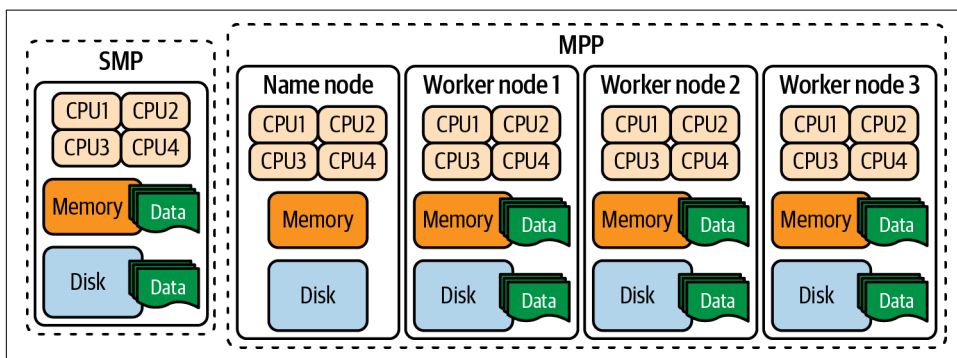 SMP
CPU1 CPU2
CPU3 CPU4
Memory Data
Disk Data
MPP
Name node
CPU1 CPU2
CPU3 CPU4
Memory
Disk
Worker node 1
CPU1 CPU2
CPU3 CPU4
Memory Data
Disk Data
Worker node 2
CPU1 CPU2
CPU3 CPU4
Memory Data
Disk Data
Worker node 3
CPU1 CPU2
CPU3 CPU4
Memory Data
Disk Data